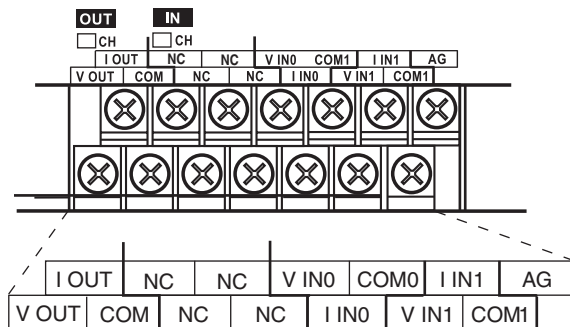 OUT IN
CH CH
I OUT NC NC V IN0 COM1 I IN1 AG
V OUT COM NC NC I IN0 V IN1 COM1
I OUT NC NC V IN0 COM0 I IN1 AG
V OUT COM NC NC I IN0 V IN1 COM1